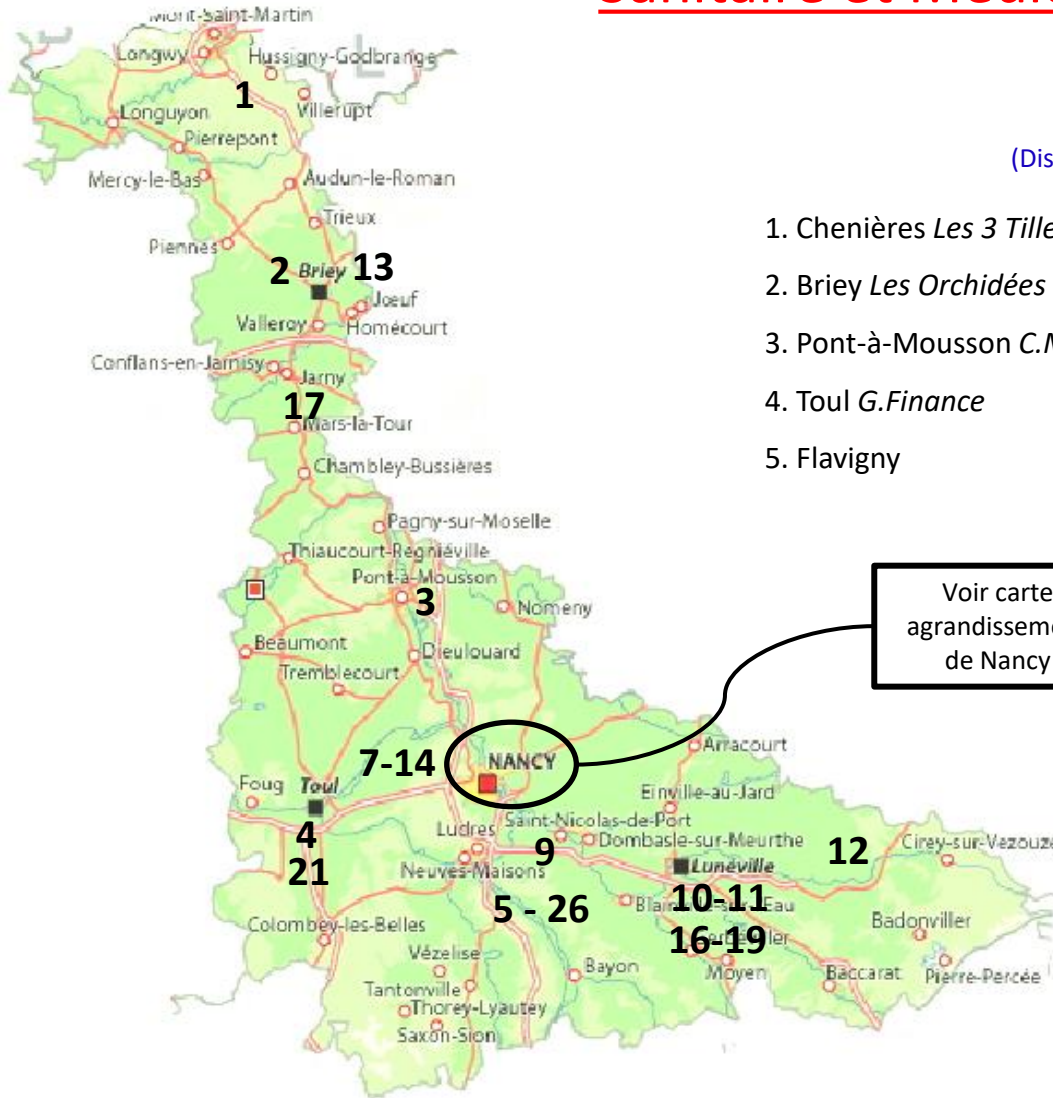 Mont-Saint-Martin
Longwy
Hussigny-Godbrange
1
Villerupt
Longuyon
Pierrepont
Mercy-le-Bas
Audun-le-Roman
Trieux
Piennes
2 Briey 13
Jœuf
Valleroy
Homécourt
Conflans-en-Jarnisy
Jarny
17
Mars-la-Tour
Chambley-Bussières
Pagny-sur-Moselle
Thiaucourt-Regniéville
Pont-à-Mousson
3
Nomeny
Beaumont
Dieulouard
Tremblecourt
(Dis
1. Chenières Les 3 Tille
2. Briey Les Orchidées
3. Pont-à-Mousson C.M
4. Toul G.Finance
5. Flavigny
Voir carte
agrandisseme
de Nancy
Arracourt
7-14
NANCY
Foug
Toul
Einville-au-Jard
4
21
Ludres
Saint-Nicolas-de-Port
9
Dombasle-sur-Meurthe
12
Cirey-sur-Vezouze
Neuves-Maisons
Lunéville
5 - 26
10-11
16-19
Badonviller
Colombey-les-Belles
Vézelise
Bayon
Moyen
Baccarat
Pierre-Percée
Tantonville
Thorey-Lyautey
Saxon-Sion